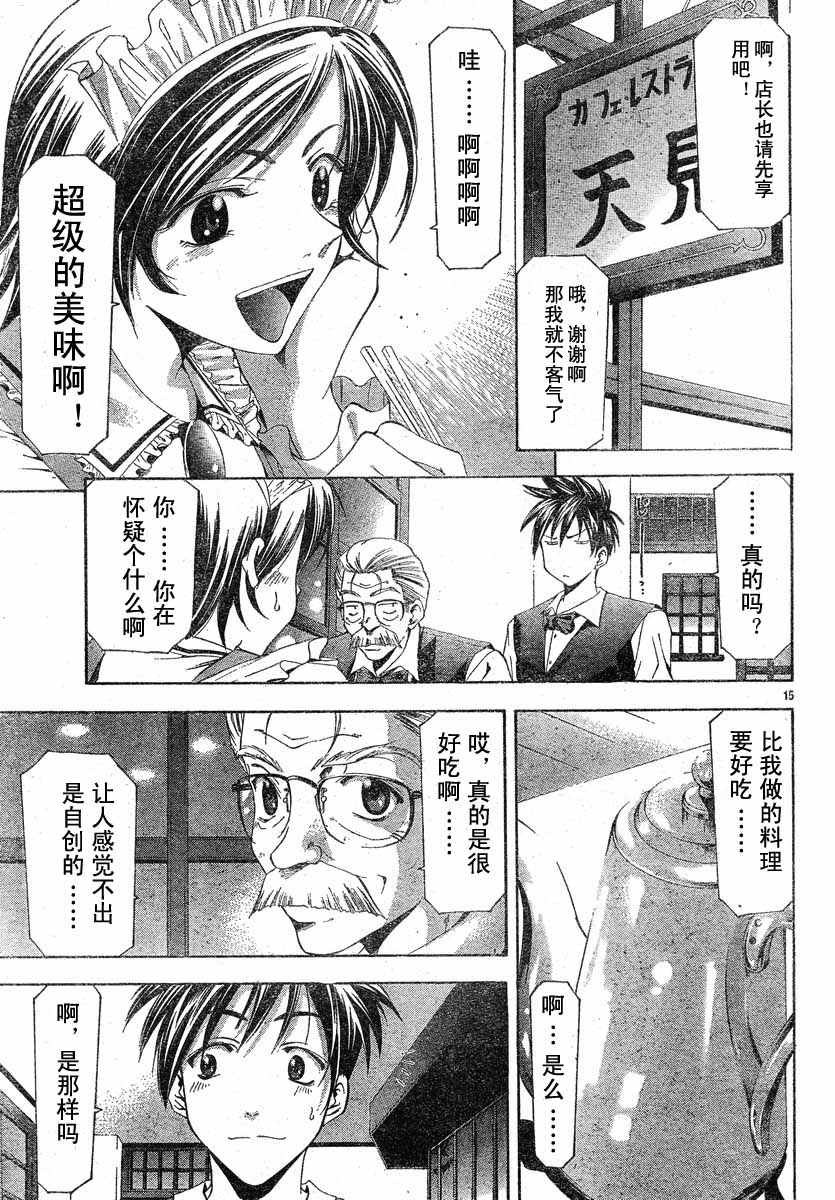 啊，店长也请先享
用吧！
カフェ・レストラ
天見
哦，谢谢啊
那我就不客气了
哇……啊啊啊啊
超级的美味啊！
……真的吗？
你……你在
怀疑个什么啊
15
比我做的料理
要好吃……
啊…是么……
哎，真的是很
好吃啊……
让人感觉不出
是自创的……
啊，是那样吗